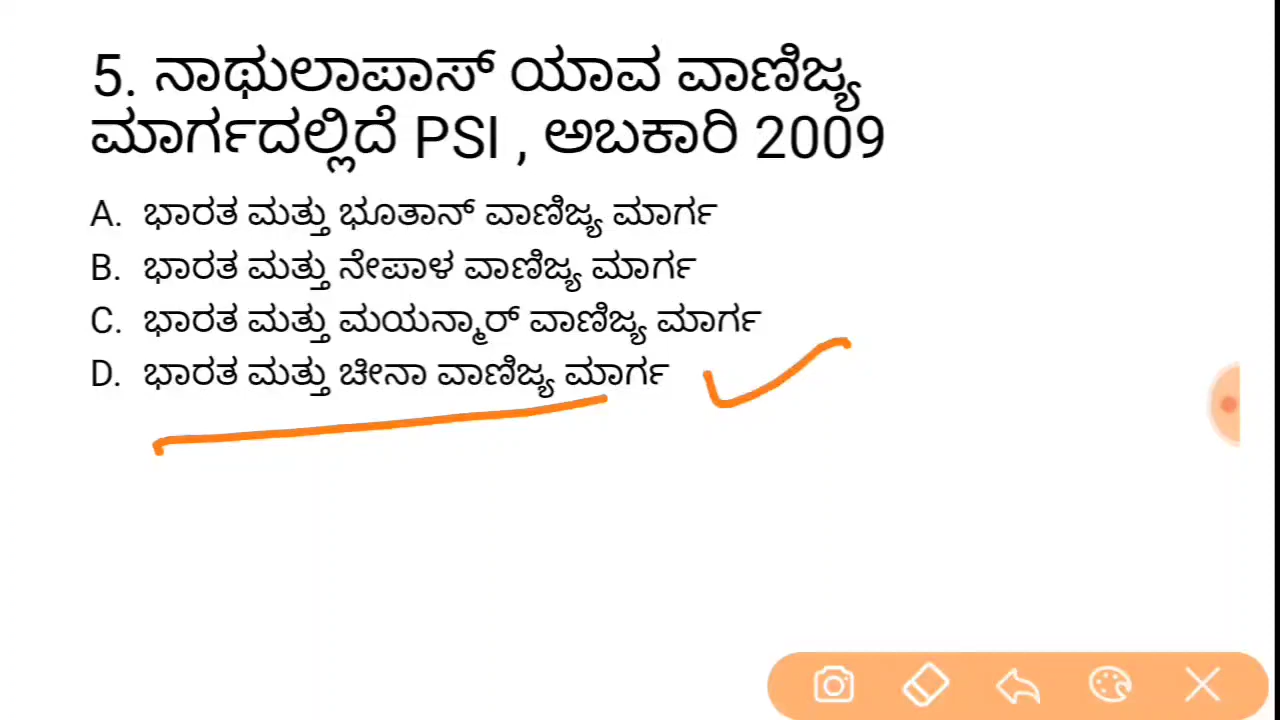 5. ನಾಥುಲಾಪಾಸ್ ಯಾವ ವಾಣಿಜ್ಯ
ಮಾರ್ಗದಲ್ಲಿದೆ PSI , ಅಬಕಾರಿ 2009
A. ಭಾರತ ಮತ್ತು ಭೂತಾನ್ ವಾಣಿಜ್ಯ ಮಾರ್ಗ
B. ಭಾರತ ಮತ್ತು ನೇಪಾಳ ವಾಣಿಜ್ಯ ಮಾರ್ಗ
C. ಭಾರತ ಮತ್ತು ಮಯನ್ಮಾರ್ ವಾಣಿಜ್ಯ ಮಾರ್ಗ
D. ಭಾರತ ಮತ್ತು ಚೀನಾ ವಾಣಿಜ್ಯ ಮಾರ್ಗ